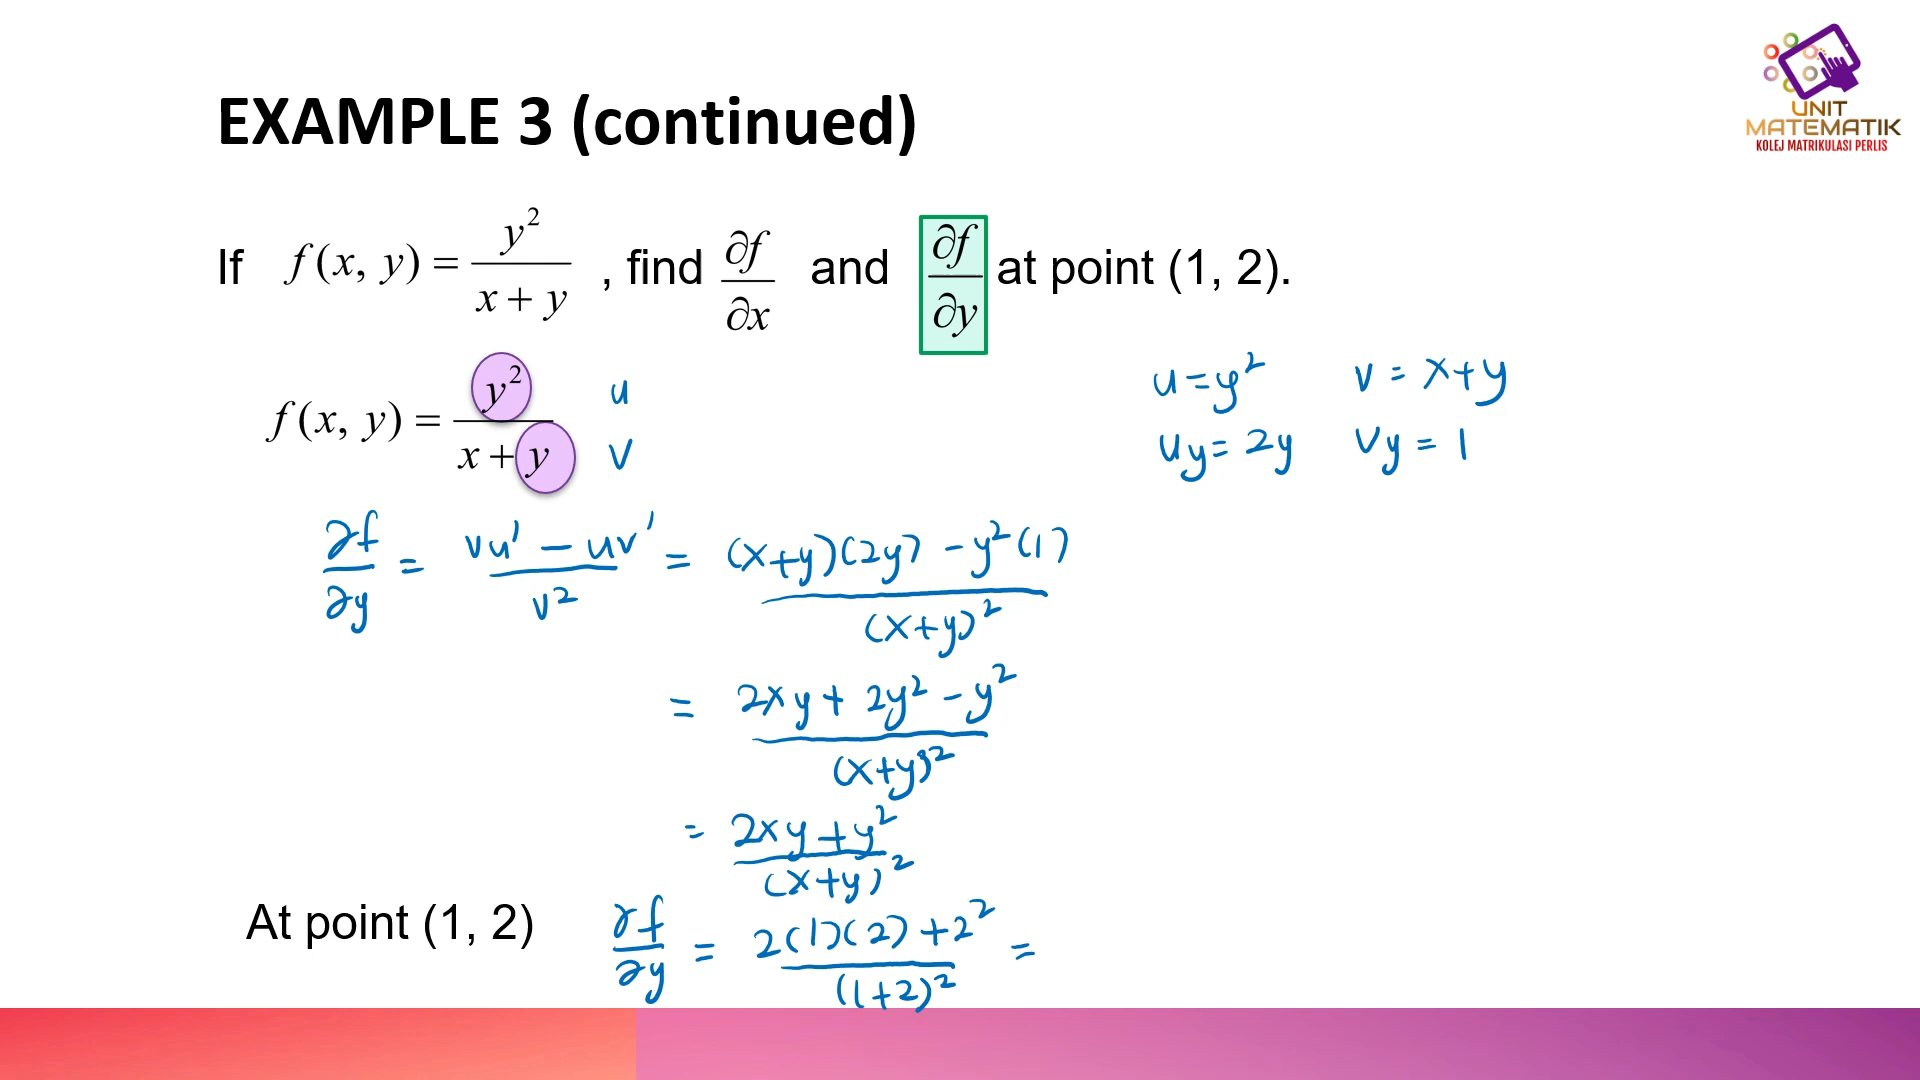 UNIT
MATEMATIK
KOLEJ MATRIKULASI PERLIS
EXAMPLE 3 (continued)
If f(x, y) = y²/(x + y) , find ∂f/∂x and ∂f/∂y at point (1, 2).
f(x, y) = y²/(x + y) u v
u = y² v = x+y
uy = 2y vy = 1
∂f/∂y = (vu' − uv')/v² = ((x+y)(2y) − y²(1))/(x+y)²
= (2xy + 2y² − y²)/(x+y)²
= (2xy + y²)/(x+y)²
At point (1, 2) ∂f/∂y = (2(1)(2) + 2²)/(1+2)² =